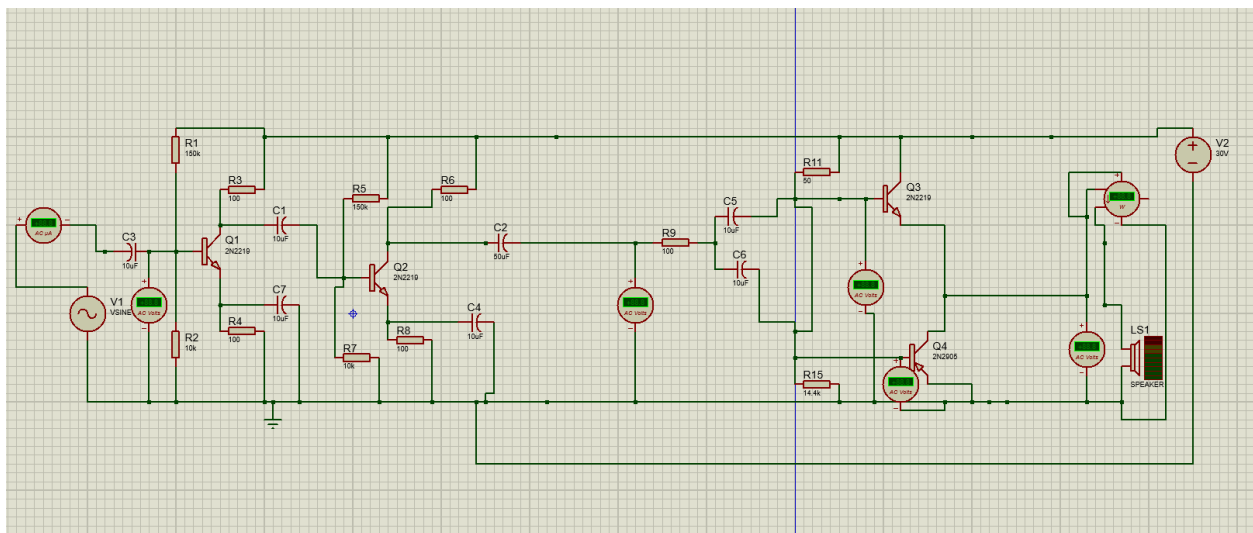 R1
150k
R3
100
C3
10uF
AC µA
V1
VSINE
AC Volts
R2
10k
Q1
2N2219
C1
10uF
C7
10uF
R4
100
R5
150k
R6
100
Q2
2N2219
C2
50uF
C4
10uF
R8
100
R7
10k
AC Volts
R9
100
C5
10uF
C6
10uF
R11
50
Q3
2N2219
AC Volts
Q4
2N2905
R15
14.4k
AC Volts
W
AC Volts
LS1
SPEAKER
V2
30V